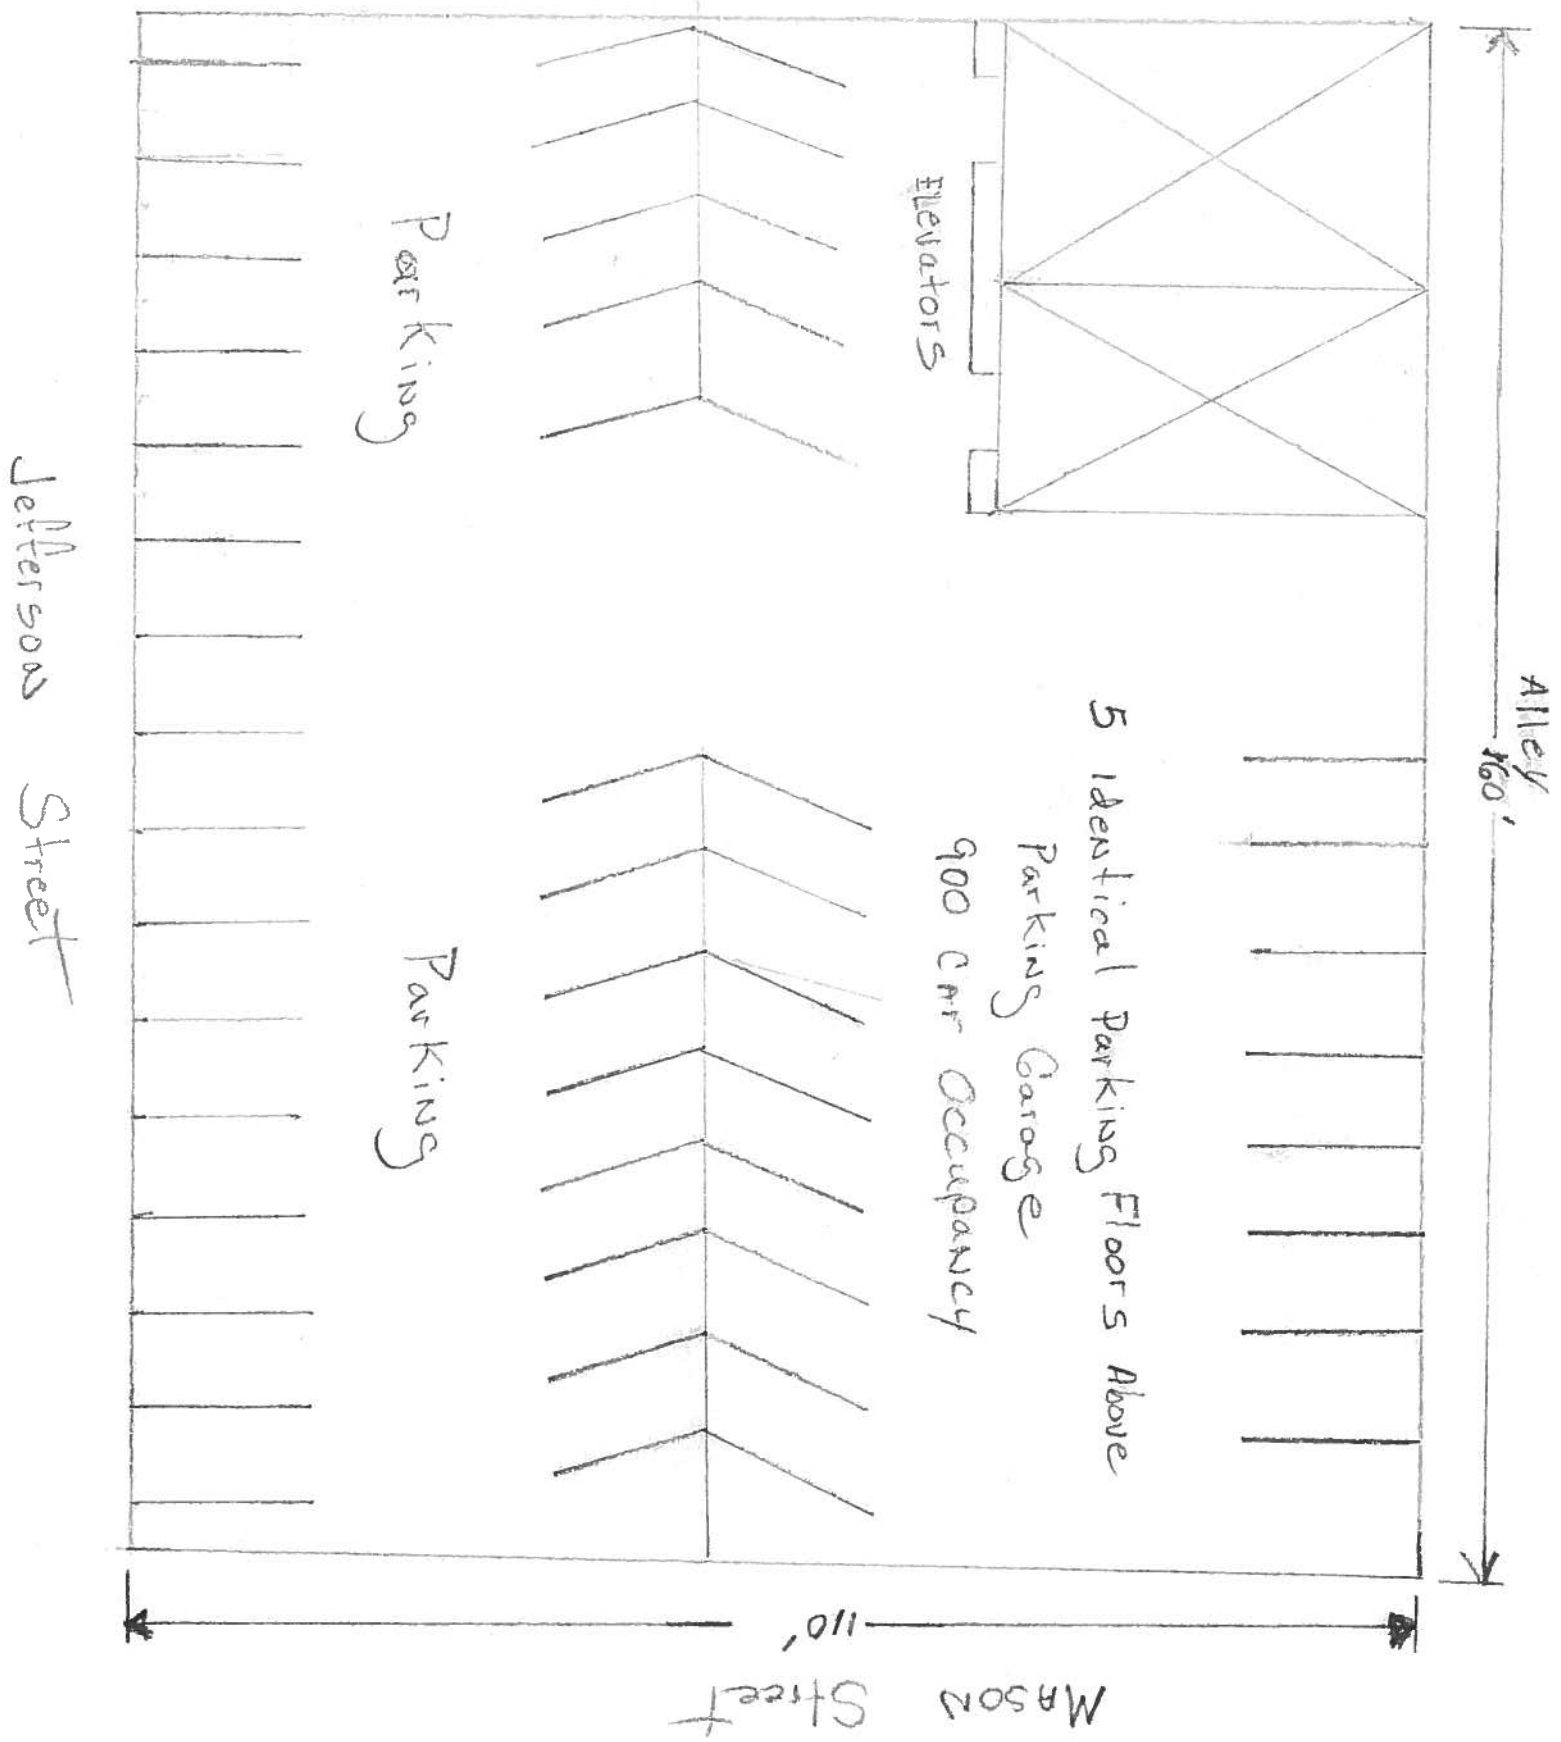 Alley
160'
Elevators
Parking
5 Identical Parking Floors Above
Parking Garage
900 Car Occupancy
Parking
Jefferson Street
110'
Mason Street